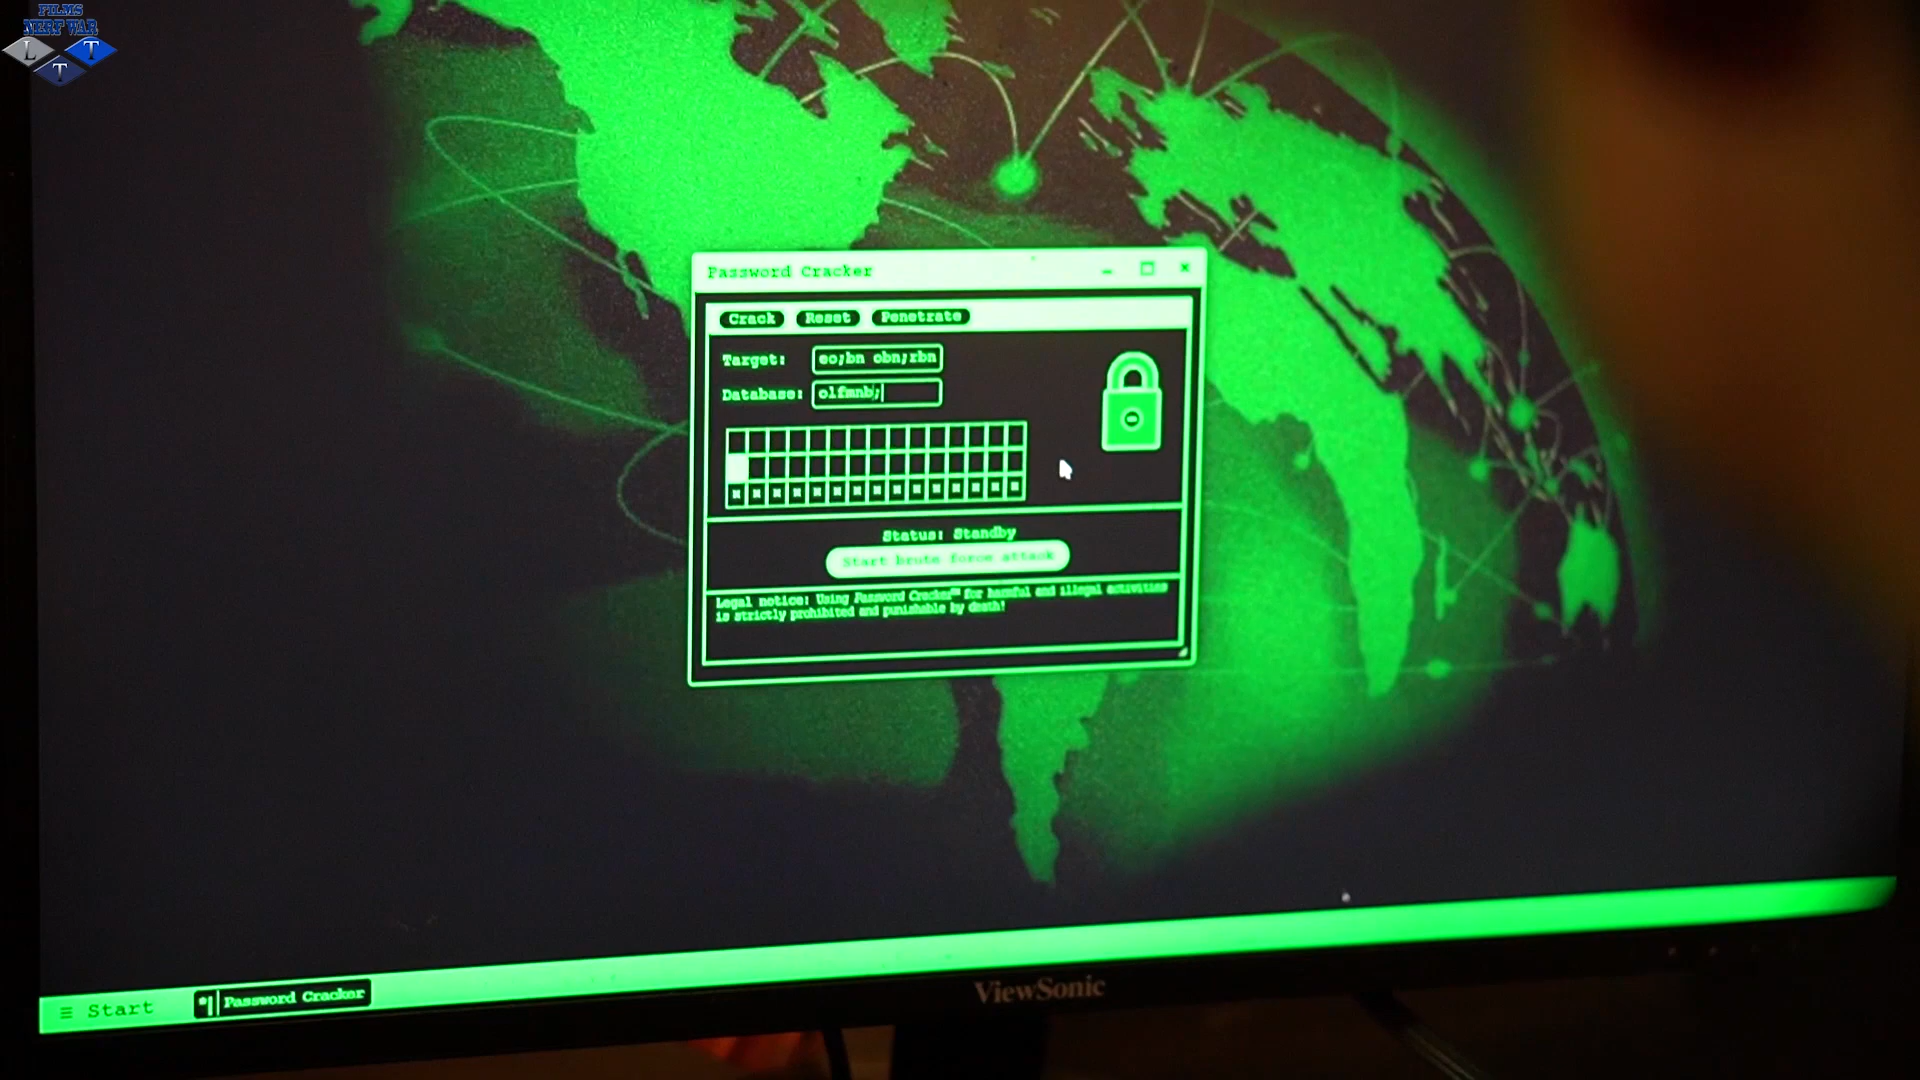 FILMS
NERF WAR
L T
T
Password Cracker
Crack Reset Penetrate
Target: eo;bn obn;rbn
Database: olfmnb;
Status: Standby
Start brute force attack
Legal notice: Using Password Cracker™ for harmful and illegal activities
is strictly prohibited and punishable by death!
Start Password Cracker
ViewSonic